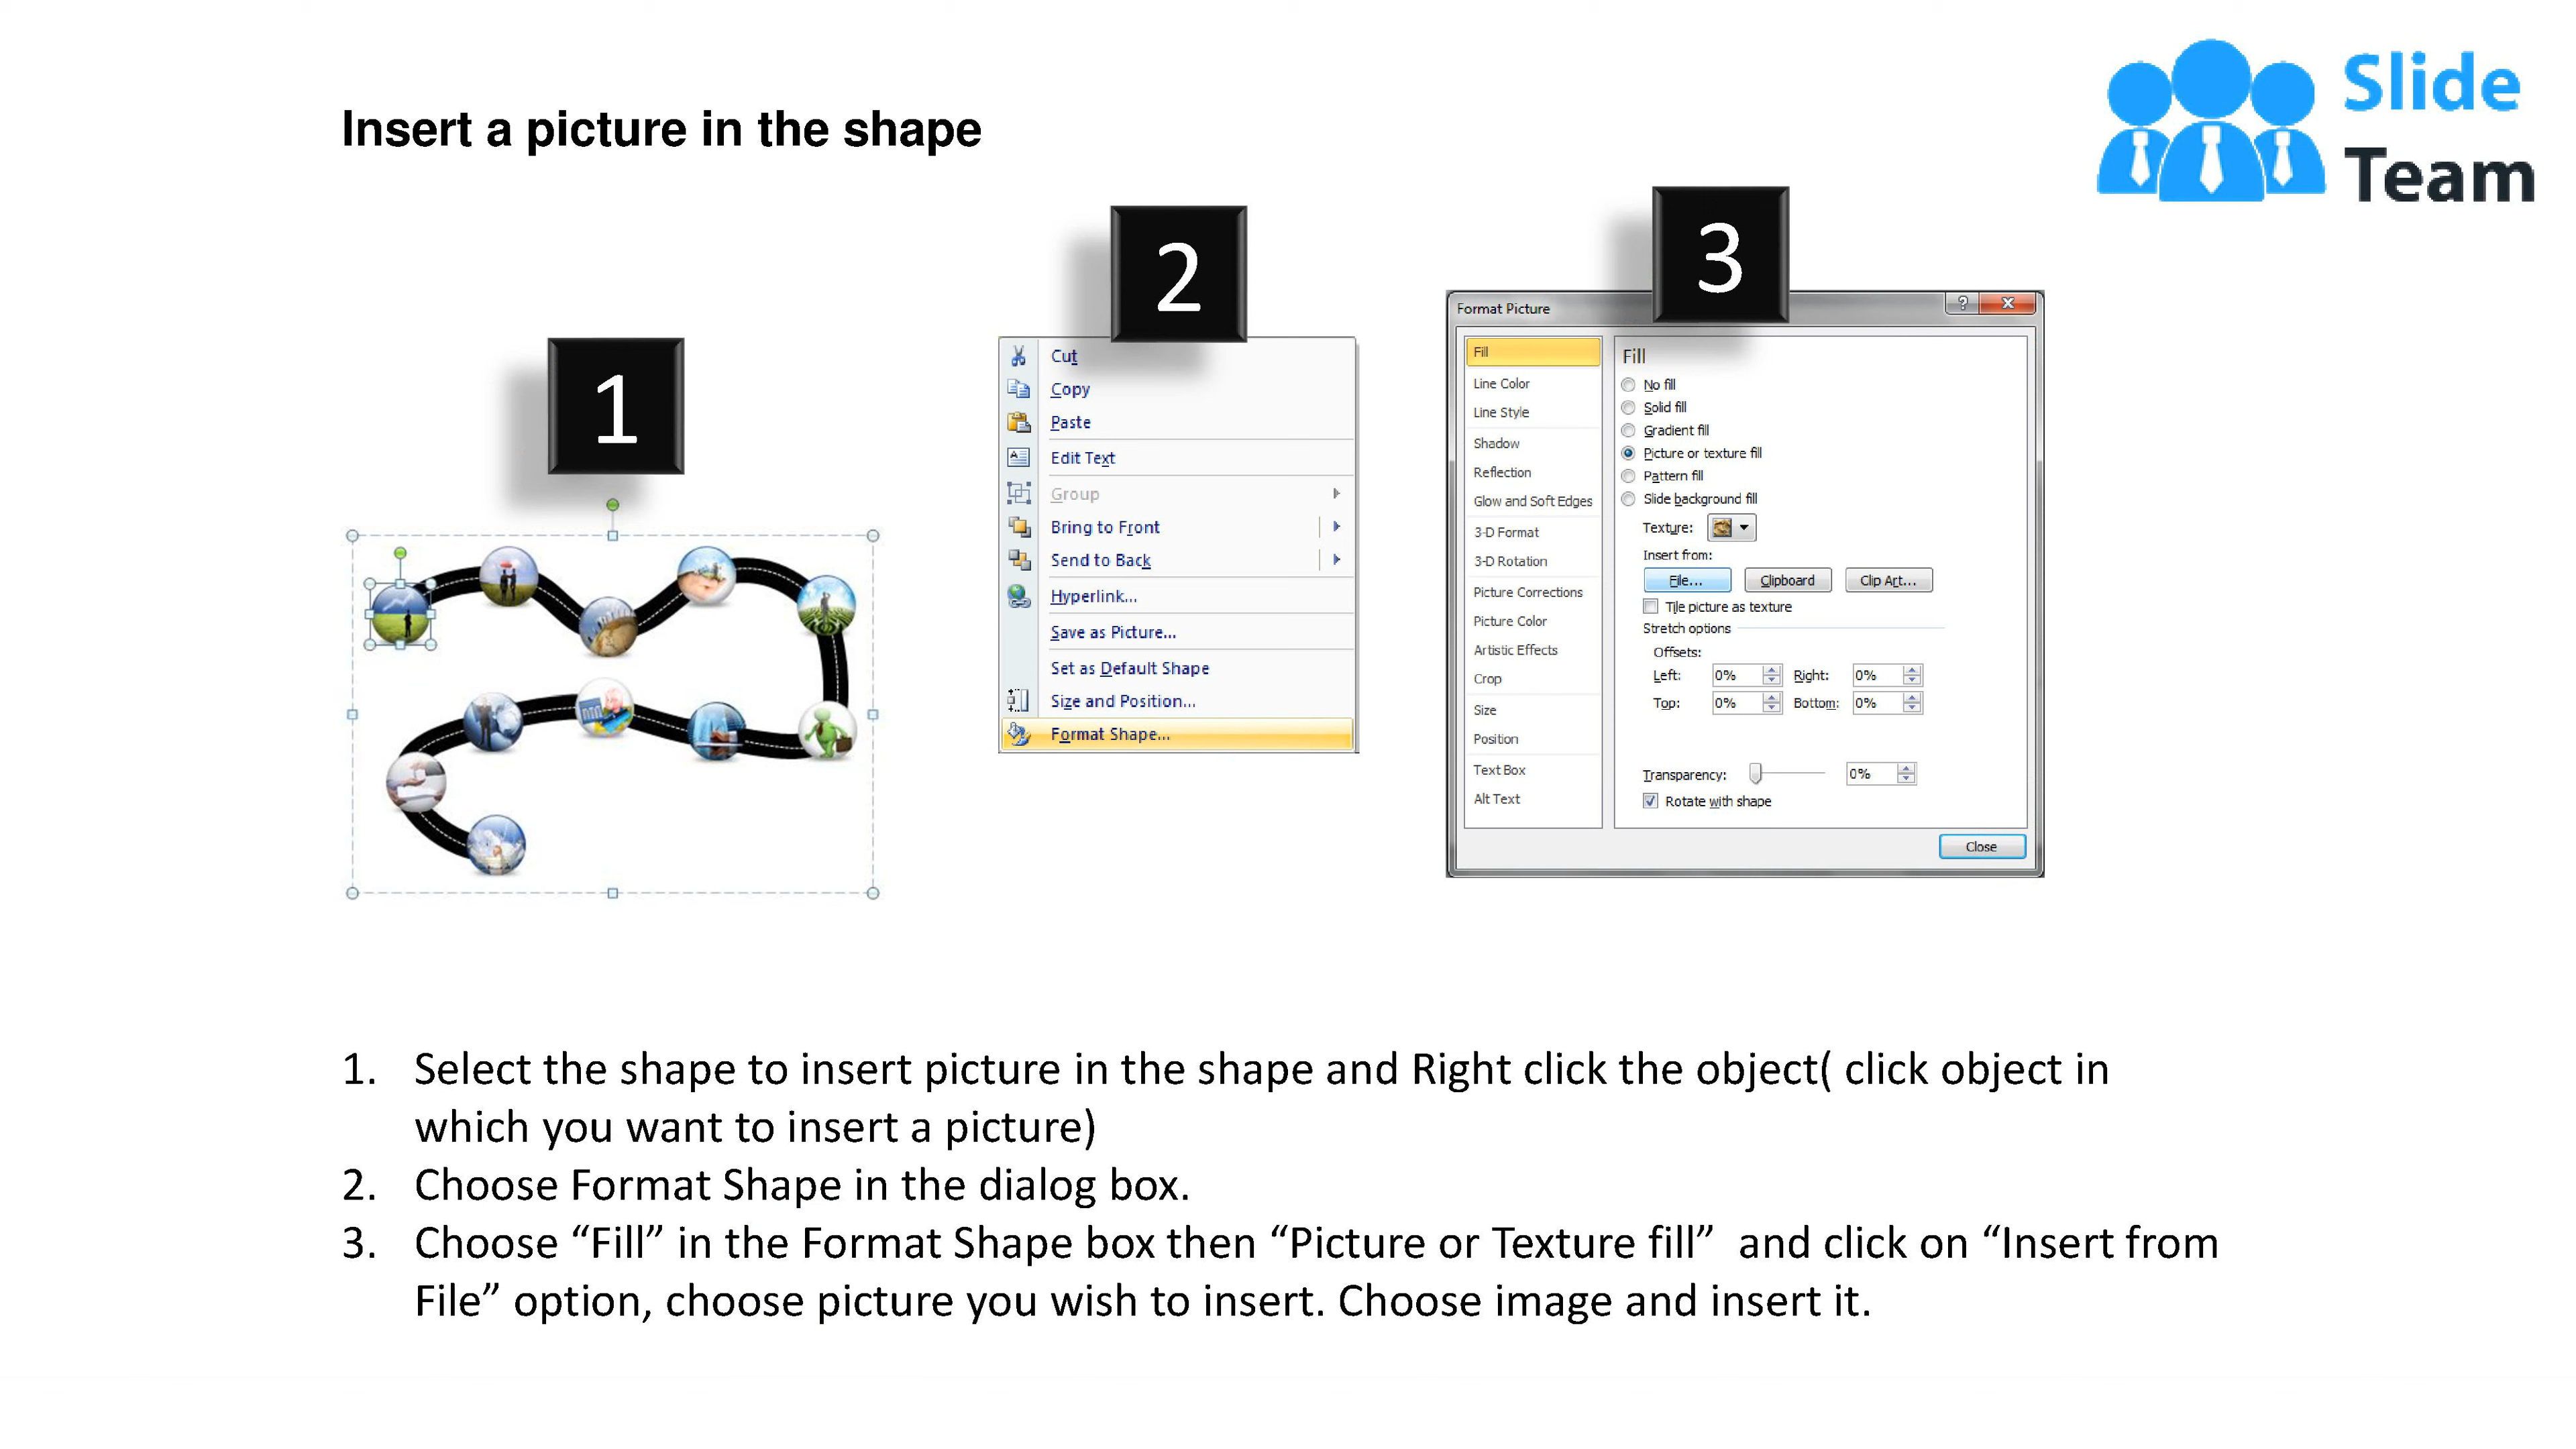 Insert a picture in the shape
Slide
Team
1
2
3
Cut
Copy
Paste
Edit Text
Group
Bring to Front
Send to Back
Hyperlink...
Save as Picture...
Set as Default Shape
Size and Position...
Format Shape...
Format Picture
Fill
Line Color
Line Style
Shadow
Reflection
Glow and Soft Edges
3-D Format
3-D Rotation
Picture Corrections
Picture Color
Artistic Effects
Crop
Size
Position
Text Box
Alt Text
Fill
No fill
Solid fill
Gradient fill
Picture or texture fill
Pattern fill
Slide background fill
Texture:
Insert from:
File... Clipboard Clip Art...
Tile picture as texture
Stretch options
Offsets:
Left: 0% Right: 0%
Top: 0% Bottom: 0%
Transparency: 0%
Rotate with shape
Close
1. Select the shape to insert picture in the shape and Right click the object( click object in
which you want to insert a picture)
2. Choose Format Shape in the dialog box.
3. Choose “Fill” in the Format Shape box then “Picture or Texture fill”  and click on “Insert from
File” option, choose picture you wish to insert. Choose image and insert it.